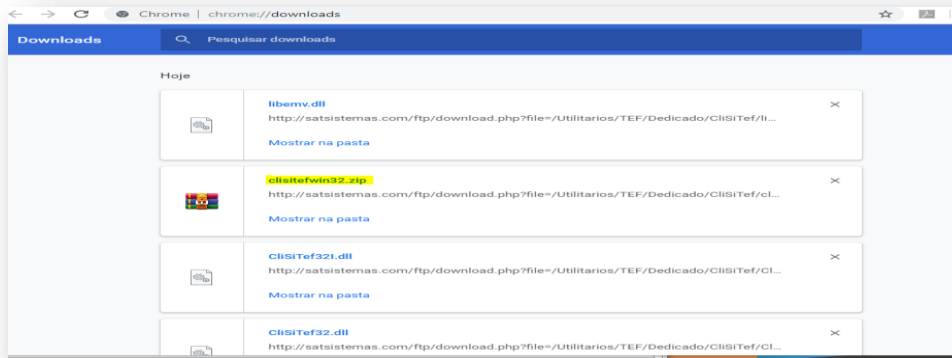 Chrome | chrome://downloads
Downloads
Pesquisar downloads
Hoje
libemv.dll
http://satsistemas.com/ftp/download.php?file=/Utilitarios/TEF/Dedicado/CliSiTef/li...
Mostrar na pasta
clisitefwin32.zip
http://satsistemas.com/ftp/download.php?file=/Utilitarios/TEF/Dedicado/CliSiTef/cl...
Mostrar na pasta
CliSiTef32I.dll
http://satsistemas.com/ftp/download.php?file=/Utilitarios/TEF/Dedicado/CliSiTef/Cl...
Mostrar na pasta
CliSiTef32.dll
http://satsistemas.com/ftp/download.php?file=/Utilitarios/TEF/Dedicado/CliSiTef/Cl...